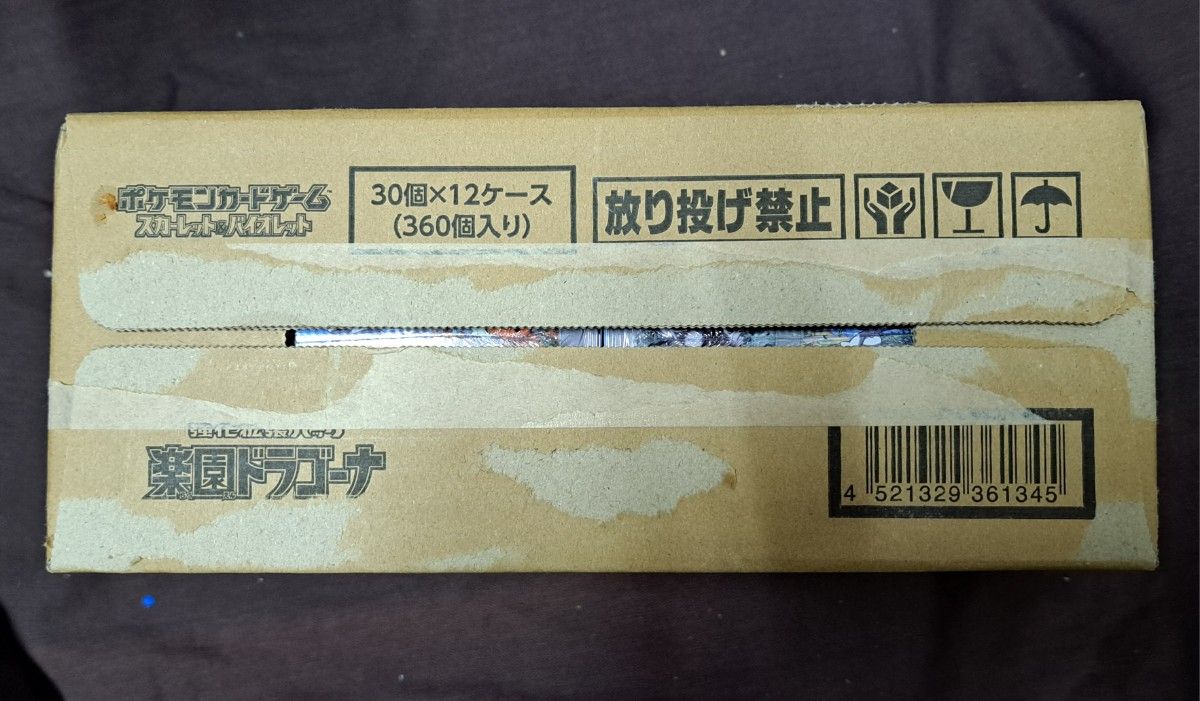 ポケモンカードゲーム
スカーレット&バイオレット
30個×12ケース
(360個入り)
放り投げ禁止
楽園ドラゴーナ
4 521329 361345